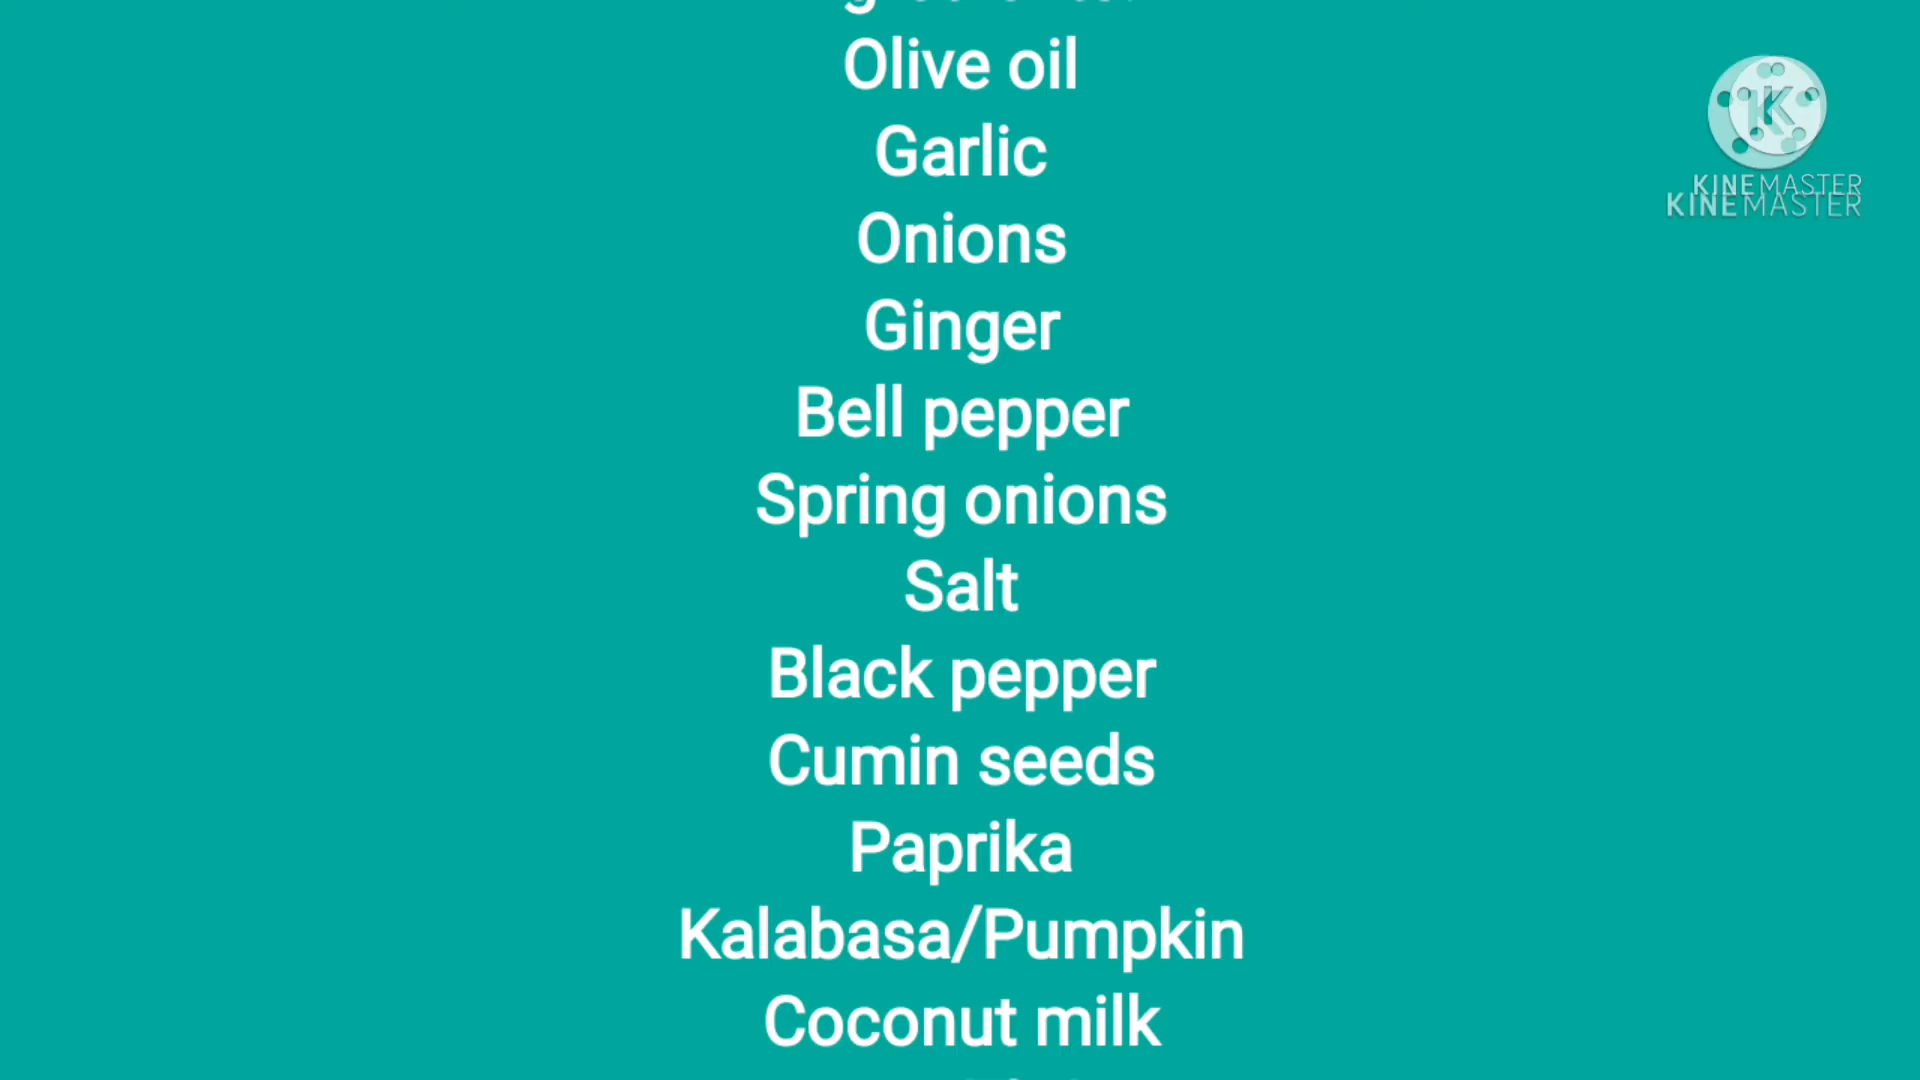 Olive oil
Garlic
Onions
Ginger
Bell pepper
Spring onions
Salt
Black pepper
Cumin seeds
Paprika
Kalabasa/Pumpkin
Coconut milk
K
KINEMASTER
KINEMASTER